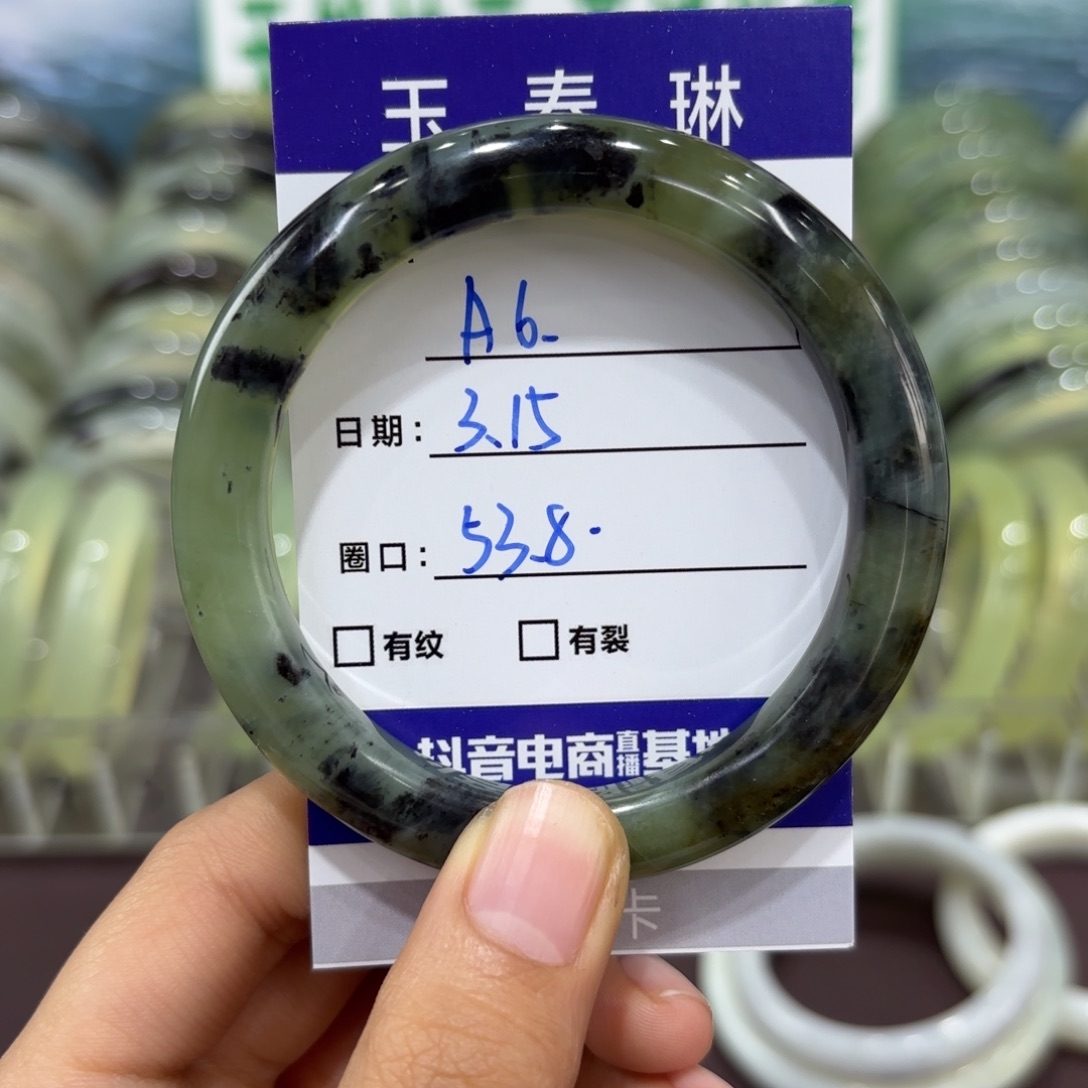 玉春琳
A6
日期: 3.15
圈口: 53.8
□有纹 □有裂
抖音电商直播基地
卡